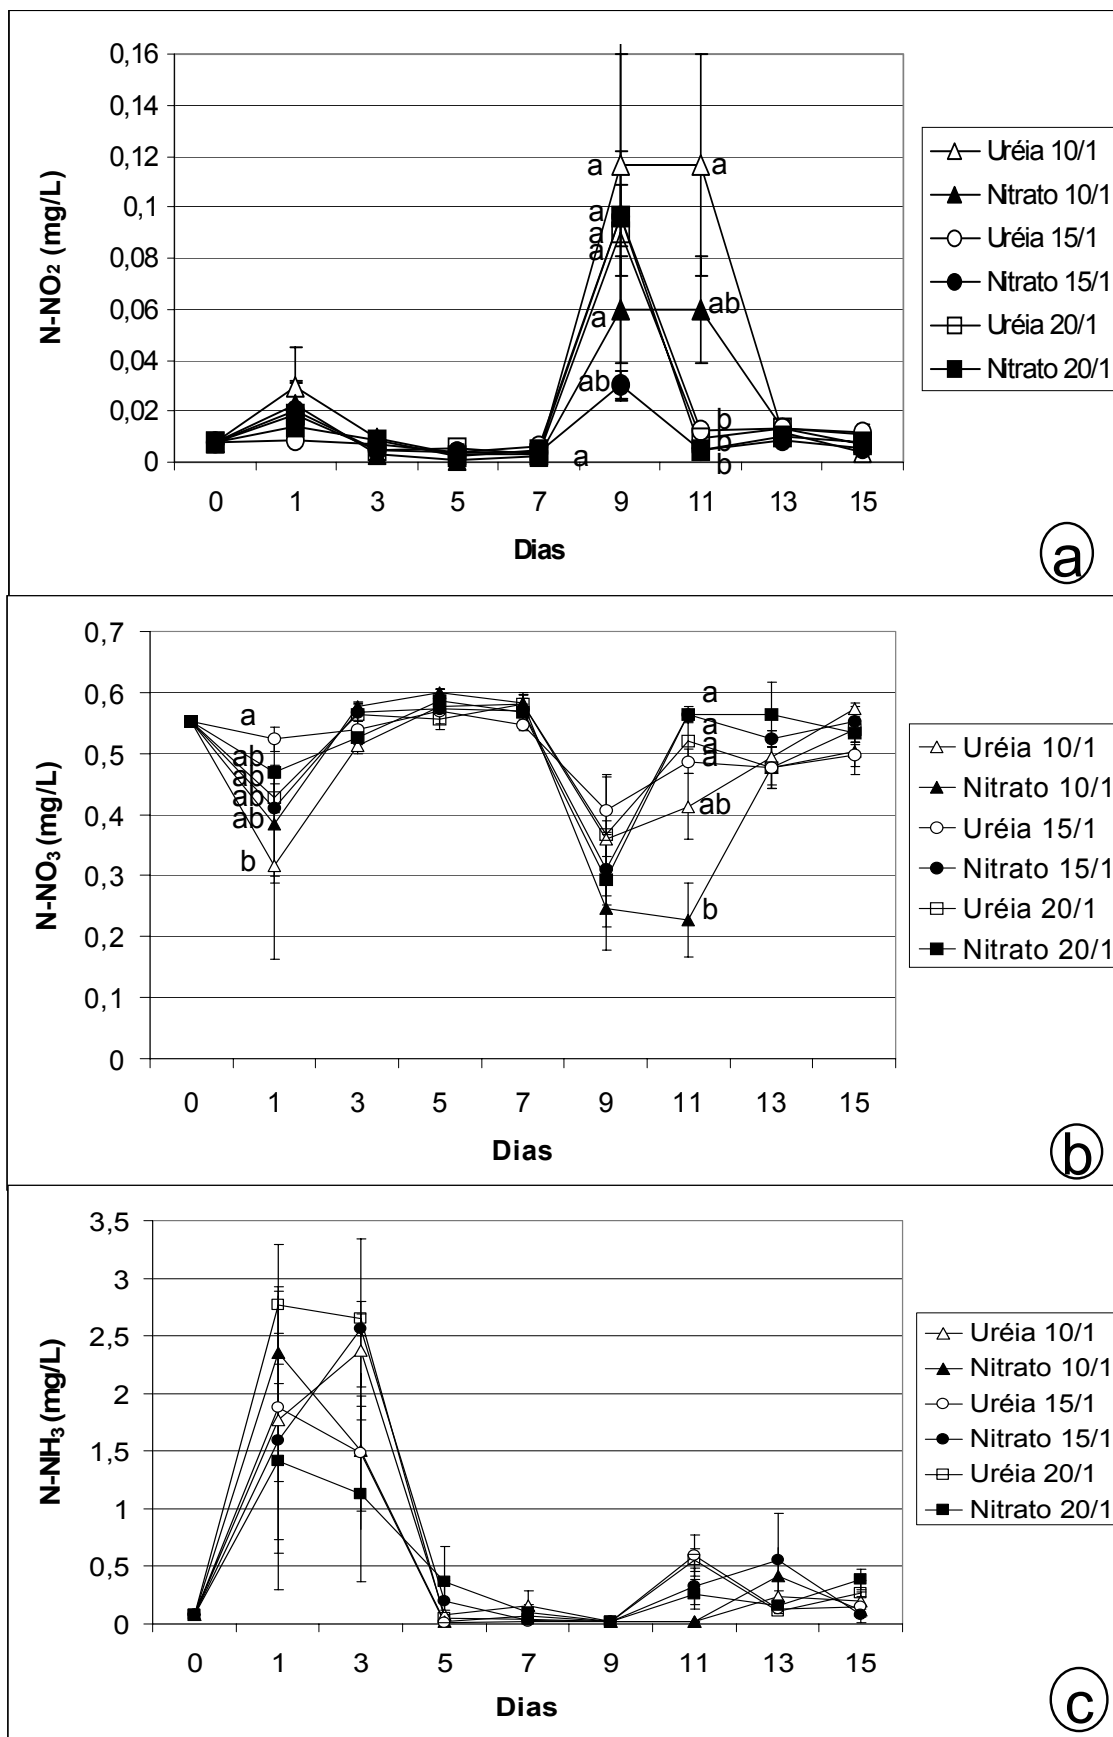 0,16
0,14
0,12
0,1
0,08
0,06
0,04
0,02
0
N-NO2 (mg/L)
a
a
a
a
a
a
ab
ab
a
b
b
b
0 1 3 5 7 9 11 13 15
Dias
Uréia 10/1
Nitrato 10/1
Uréia 15/1
Nitrato 15/1
Uréia 20/1
Nitrato 20/1
a
0,7
0,6
0,5
0,4
0,3
0,2
0,1
0
N-NO3 (mg/L)
a
ab
ab
ab
ab
b
a
a
a
a
ab
b
0 1 3 5 7 9 11 13 15
Dias
Uréia 10/1
Nitrato 10/1
Uréia 15/1
Nitrato 15/1
Uréia 20/1
Nitrato 20/1
b
3,5
3
2,5
2
1,5
1
0,5
0
N-NH3 (mg/L)
0 1 3 5 7 9 11 13 15
Dias
Uréia 10/1
Nitrato 10/1
Uréia 15/1
Nitrato 15/1
Uréia 20/1
Nitrato 20/1
c